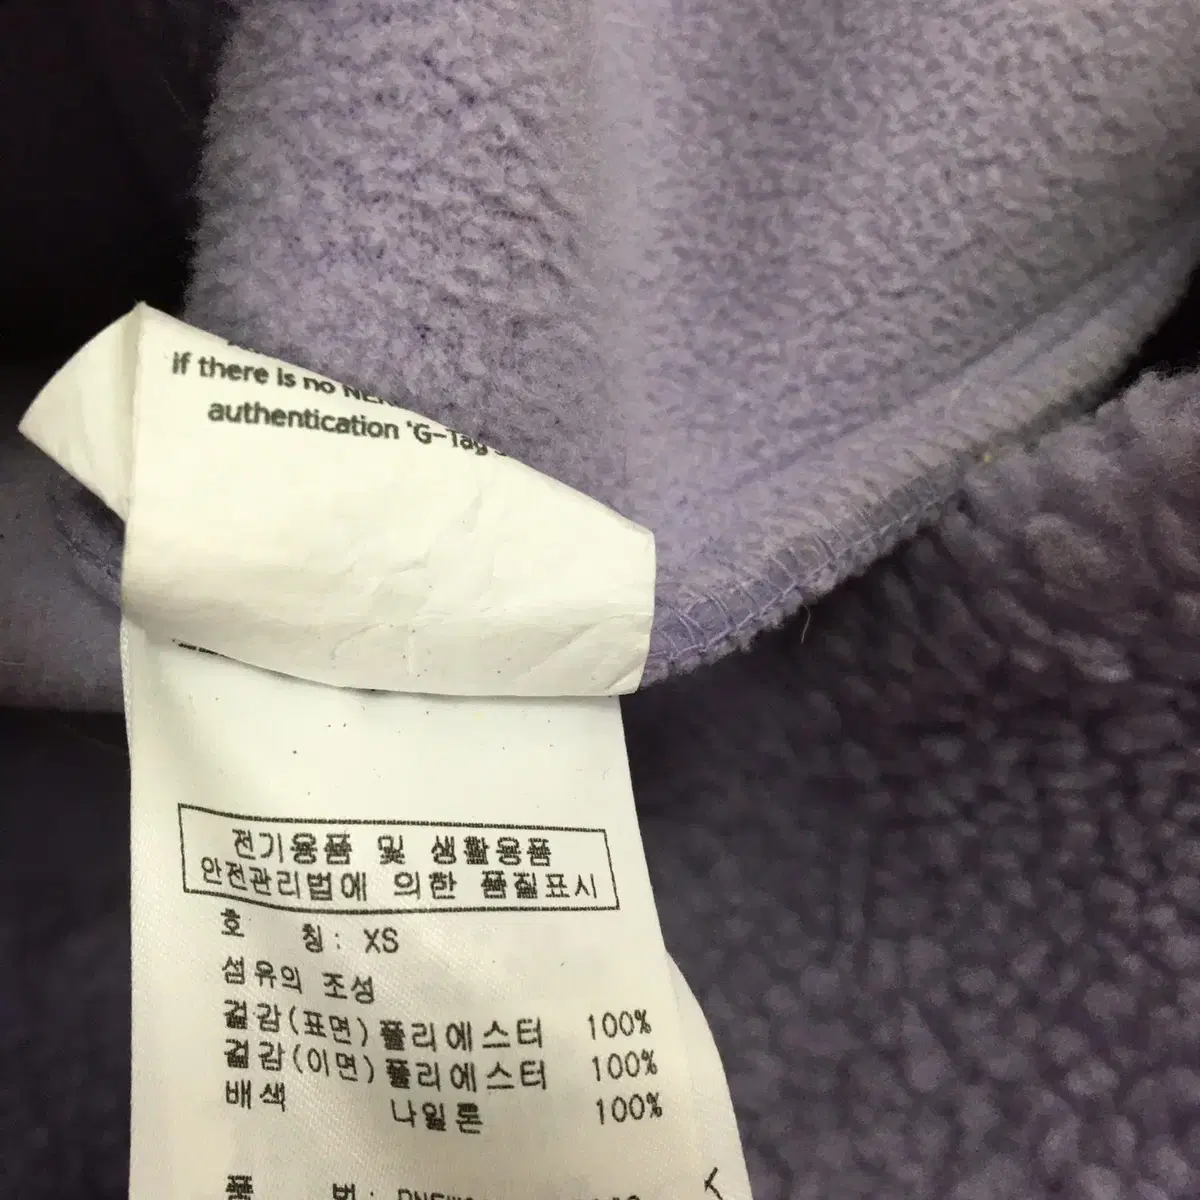 If there is no
authentication 'G-Tag'
전기용품 및 생활용품
안전관리법에 의한 품질표시
호 칭: XS
섬유의 조성
겉감(표면) 폴리에스터 100%
겉감(이면) 폴리에스터 100%
배색 나일론 100%
품 번: